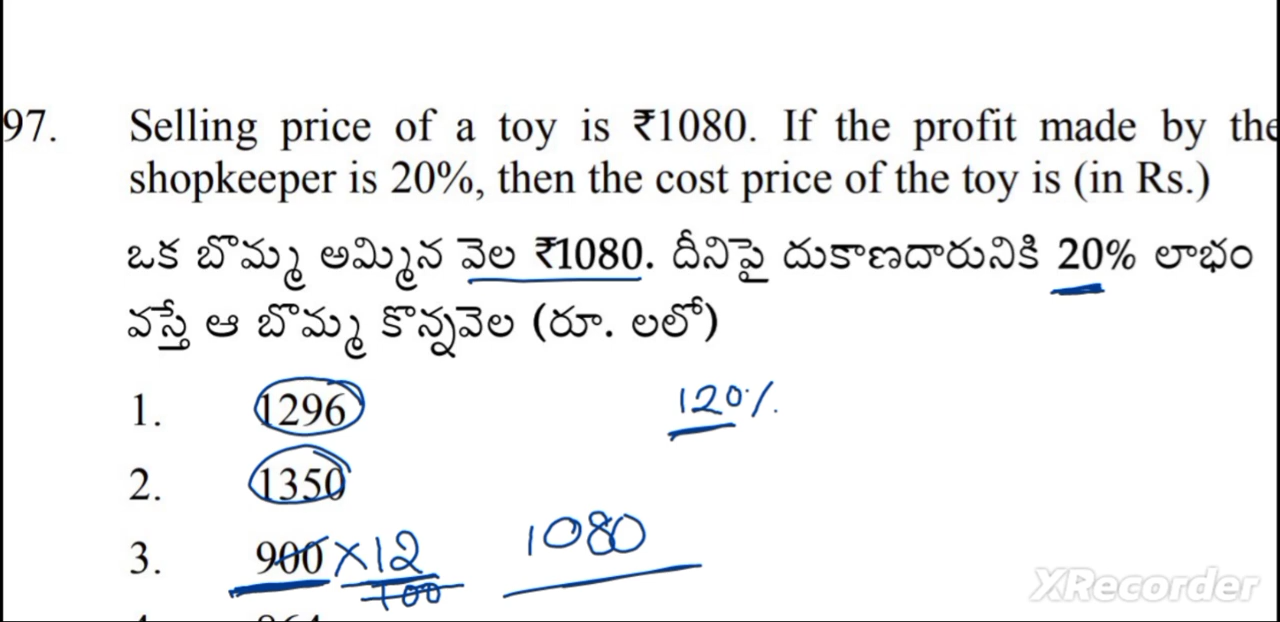 97. Selling price of a toy is ₹1080. If the profit made by the
shopkeeper is 20%, then the cost price of the toy is (in Rs.)
ఒక బొమ్మ అమ్మిన వెల ₹1080. దీనిపై దుకాణదారునికి 20% లాభం
వస్తే ఆ బొమ్మ కొన్నవెల (రూ. లలో)
1. 1296
120%
2. 1350
3. 900 × 12/100 1080
XRecorder